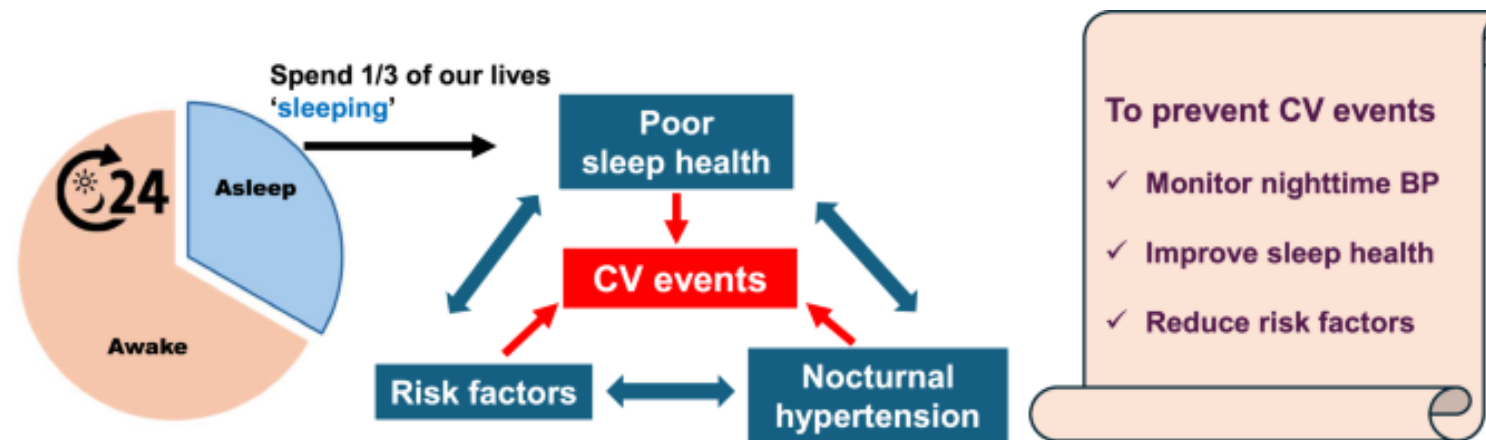 Spend 1/3 of our lives
‘sleeping’
24
Asleep
Awake
Poor
sleep health
CV events
Risk factors
Nocturnal
hypertension
To prevent CV events
✓ Monitor nighttime BP
✓ Improve sleep health
✓ Reduce risk factors